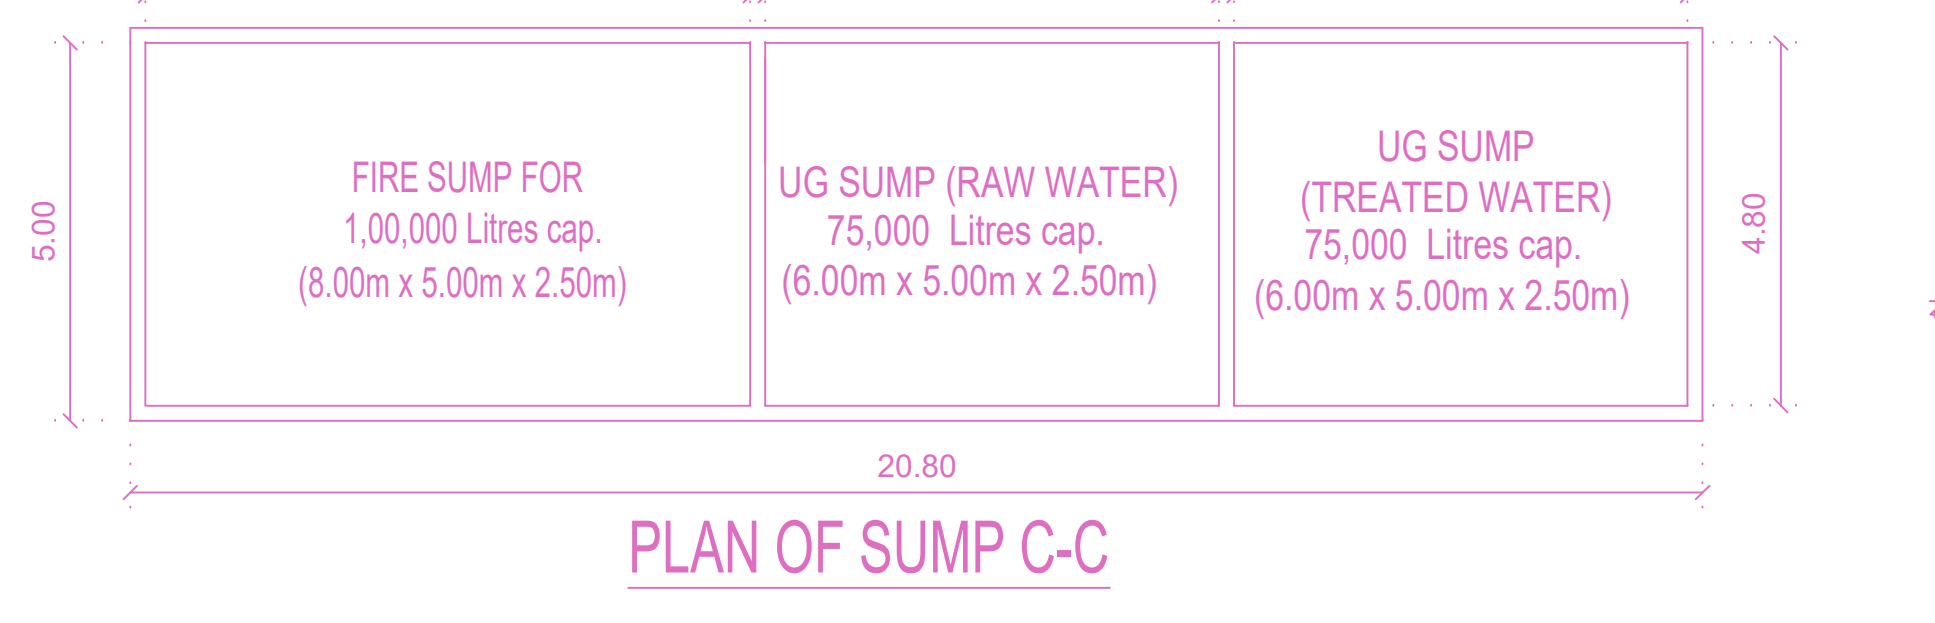 FIRE SUMP FOR
1,00,000 Litres cap.
(8.00m x 5.00m x 2.50m)
UG SUMP (RAW WATER)
75,000 Litres cap.
(6.00m x 5.00m x 2.50m)
UG SUMP
(TREATED WATER)
75,000 Litres cap.
(6.00m x 5.00m x 2.50m)
5.00
4.80
20.80
PLAN OF SUMP C-C